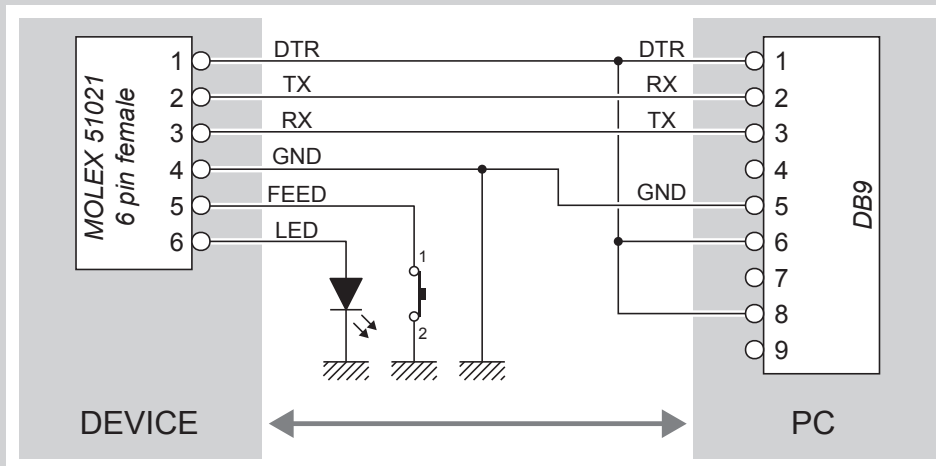 MOLEX 51021
6 pin female
1
2
3
4
5
6
DTR
TX
RX
GND
FEED
LED
1
2
DTR
RX
TX
GND
1
2
3
4
5
6
7
8
9
DB9
DEVICE
PC